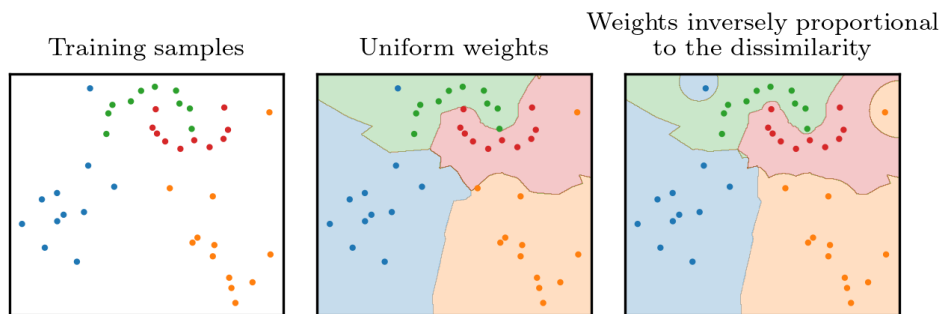 Training samples
Uniform weights
Weights inversely proportional
to the dissimilarity